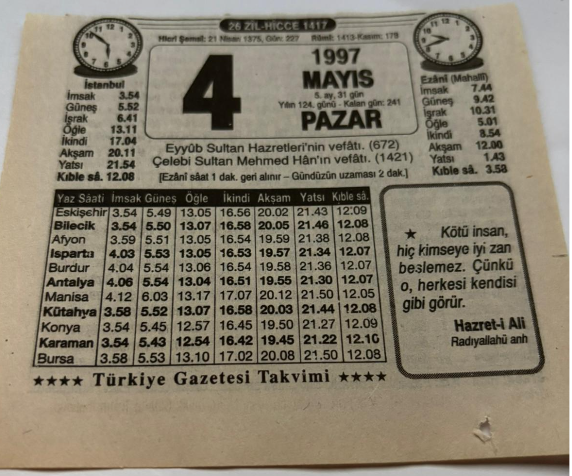 26 ZİL-HİCCE 1417
Hicrî Şemsî: 21 Nisan 1375, Gün: 227 Rûmî: 1413-Kasım: 178
4
1997
MAYIS
5. ay, 31 gün
Yılın 124. günü - Kalan gün: 241
PAZAR
İstanbul
İmsak 3.54
Güneş 5.52
İşrak 6.41
Öğle 13.11
İkindi 17.04
Akşam 20.11
Yatsı 21.54
Kıble sâ. 12.08
Ezânî (Mahallî)
İmsak 7.44
Güneş 9.42
İşrak 10.31
Öğle 5.01
İkindi 8.54
Akşam 12.00
Yatsı 1.43
Kıble sâ. 3.58
Eyyûb Sultan Hazretleri'nin vefâtı. (672)
Çelebi Sultan Mehmed Hân'ın vefâtı. (1421)
[Ezânî sâat 1 dak. geri alınır – Gündüzün uzaması 2 dak.]
Yaz Sâati İmsak Güneş Öğle İkindi Akşam Yatsı Kıble sâ.
Eskişehir 3.54 5.49 13.05 16.56 20.02 21.43 12.09
Bilecik 3.54 5.50 13.07 16.58 20.05 21.46 12.08
Afyon 3.59 5.51 13.05 16.54 19.59 21.38 12.08
Isparta 4.03 5.53 13.05 16.53 19.57 21.34 12.07
Burdur 4.04 5.54 13.06 16.54 19.58 21.36 12.07
Antalya 4.06 5.54 13.04 16.51 19.55 21.30 12.07
Manisa 4.12 6.03 13.17 17.07 20.12 21.50 12.05
Kütahya 3.58 5.52 13.07 16.58 20.03 21.44 12.08
Konya 3.54 5.45 12.57 16.45 19.50 21.27 12.09
Karaman 3.54 5.43 12.54 16.42 19.45 21.22 12.10
Bursa 3.58 5.53 13.10 17.02 20.08 21.50 12.08
★ Kötü insan,
hiç kimseye iyi zan
beslemez. Çünkü
o, herkesi kendisi
gibi görür.
Hazret-i Ali
Radıyallahü anh
★★★★ Türkiye Gazetesi Takvimi ★★★★